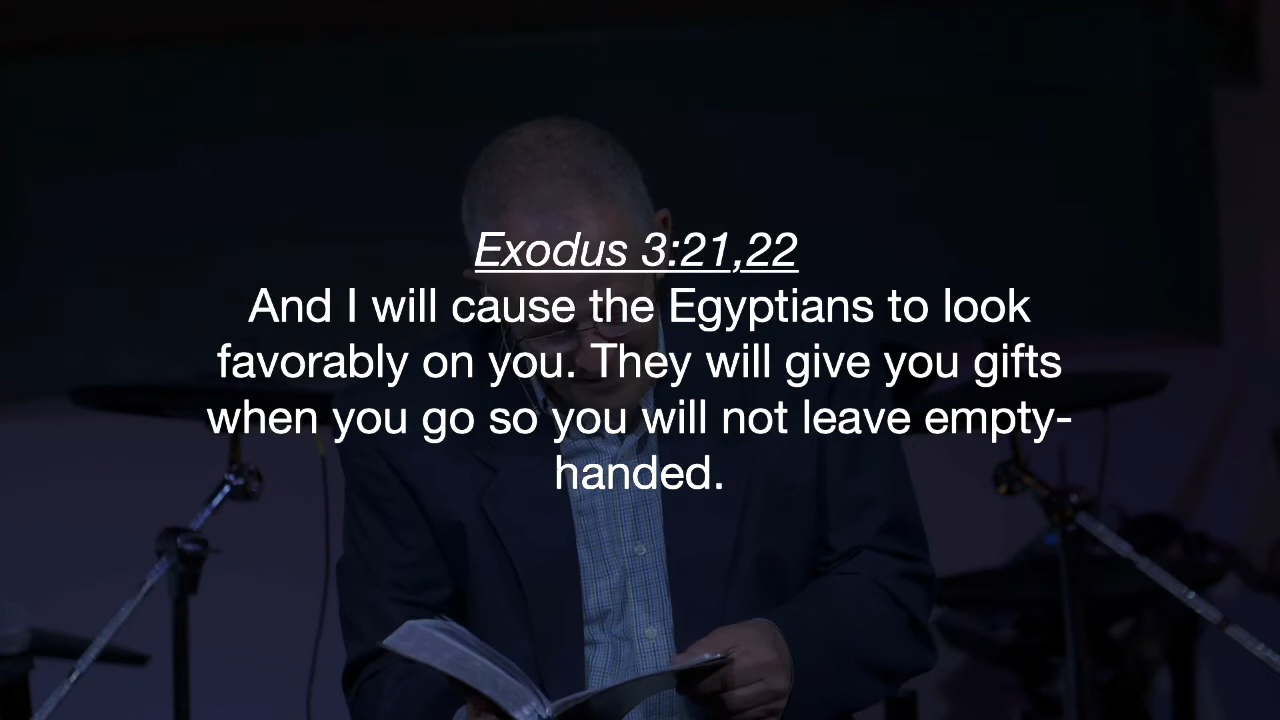 Exodus 3:21,22
And I will cause the Egyptians to look
favorably on you. They will give you gifts
when you go so you will not leave empty-
handed.